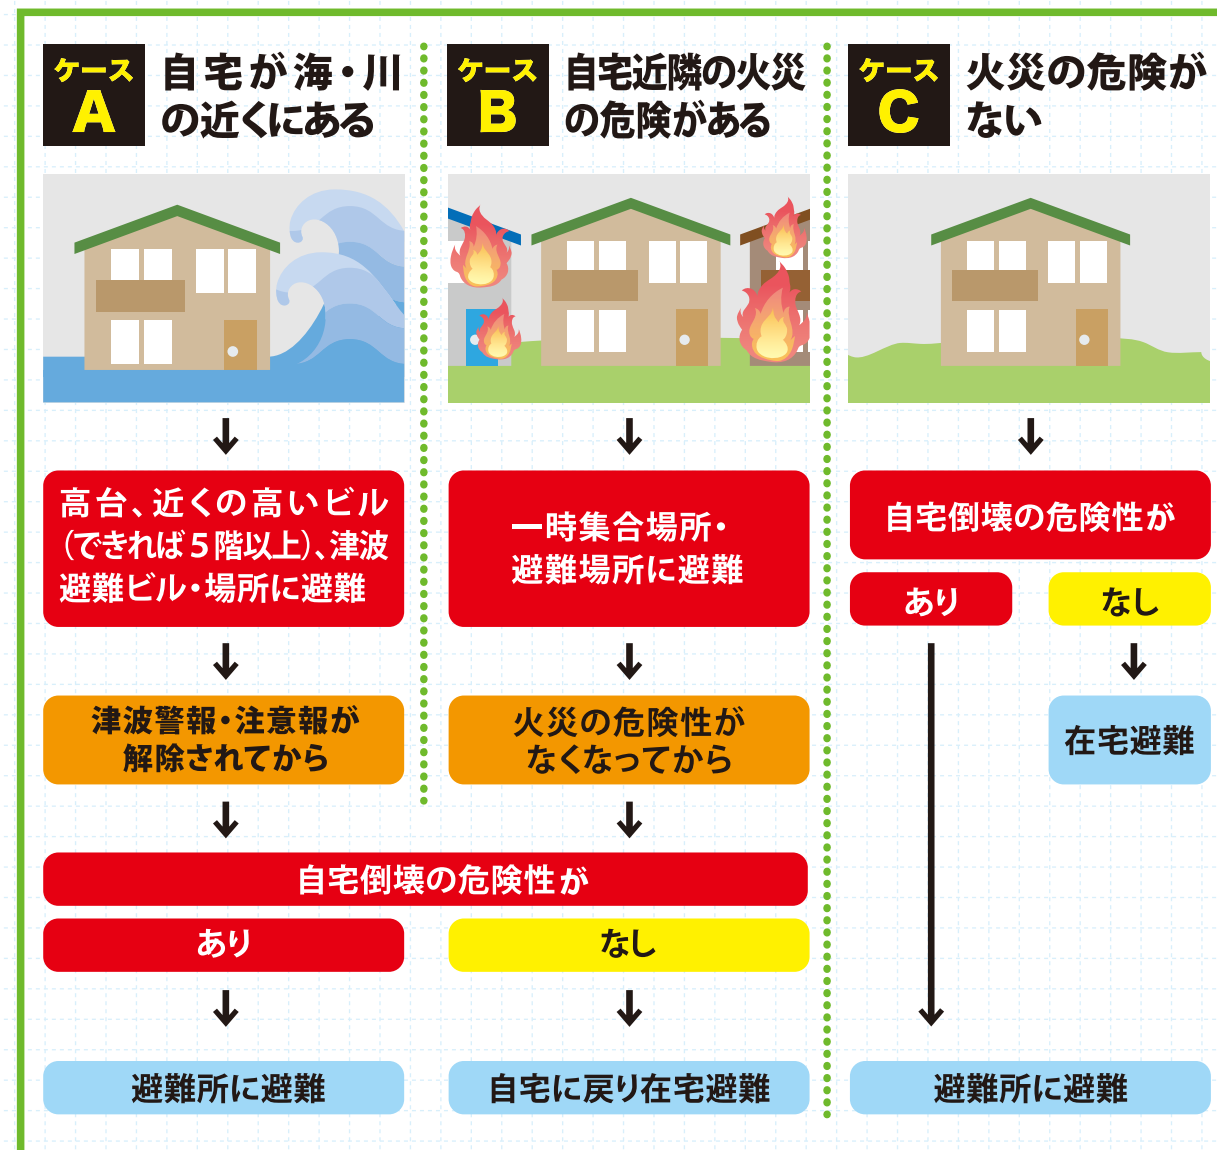 ケース
A
自宅が海・川
の近くにある
高台、近くの高いビル
（できれば５階以上）、津波
避難ビル・場所に避難
津波警報・注意報が
解除されてから
ケース
B
自宅近隣の火災
の危険がある
一時集合場所・
避難場所に避難
火災の危険性が
なくなってから
自宅倒壊の危険性が
あり
なし
避難所に避難
自宅に戻り在宅避難
ケース
C
火災の危険が
ない
自宅倒壊の危険性が
あり
なし
在宅避難
避難所に避難